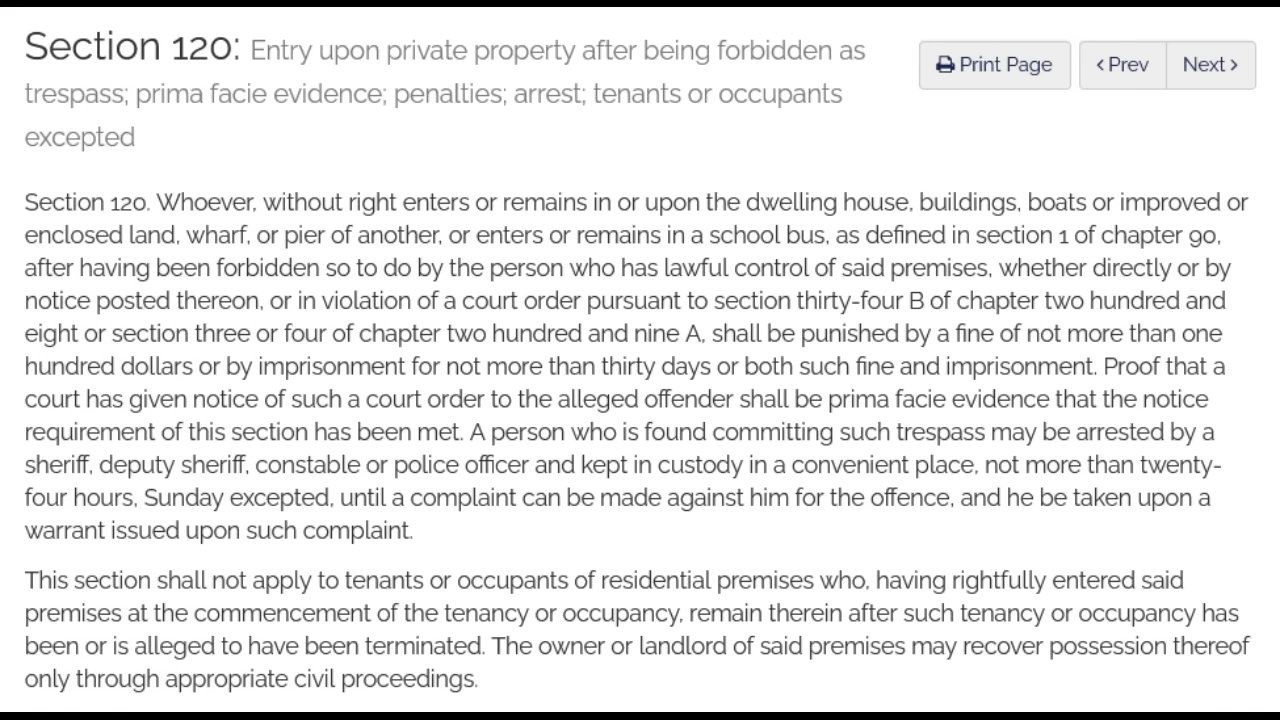 Section 120: Entry upon private property after being forbidden as
trespass; prima facie evidence; penalties; arrest; tenants or occupants
excepted
Print Page
‹ Prev
Next ›
Section 120. Whoever, without right enters or remains in or upon the dwelling house, buildings, boats or improved or
enclosed land, wharf, or pier of another, or enters or remains in a school bus, as defined in section 1 of chapter 90,
after having been forbidden so to do by the person who has lawful control of said premises, whether directly or by
notice posted thereon, or in violation of a court order pursuant to section thirty-four B of chapter two hundred and
eight or section three or four of chapter two hundred and nine A, shall be punished by a fine of not more than one
hundred dollars or by imprisonment for not more than thirty days or both such fine and imprisonment. Proof that a
court has given notice of such a court order to the alleged offender shall be prima facie evidence that the notice
requirement of this section has been met. A person who is found committing such trespass may be arrested by a
sheriff, deputy sheriff, constable or police officer and kept in custody in a convenient place, not more than twenty-
four hours, Sunday excepted, until a complaint can be made against him for the offence, and he be taken upon a
warrant issued upon such complaint.
This section shall not apply to tenants or occupants of residential premises who, having rightfully entered said
premises at the commencement of the tenancy or occupancy, remain therein after such tenancy or occupancy has
been or is alleged to have been terminated. The owner or landlord of said premises may recover possession thereof
only through appropriate civil proceedings.